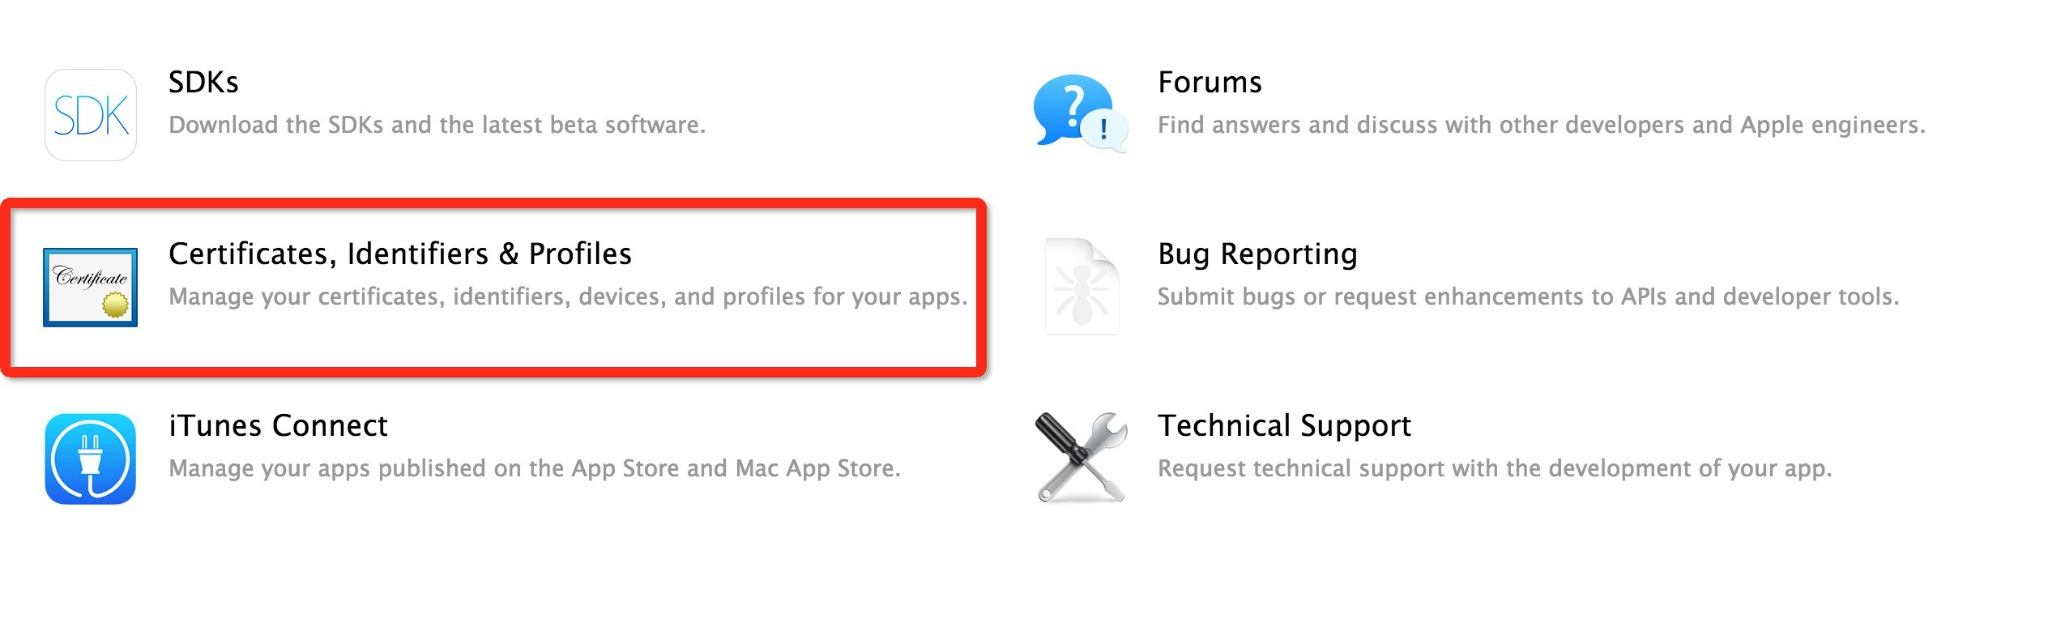 SDK
SDKs
Download the SDKs and the latest beta software.
?
!
Forums
Find answers and discuss with other developers and Apple engineers.
Certificate
Certificates, Identifiers & Profiles
Manage your certificates, identifiers, devices, and profiles for your apps.
Bug Reporting
Submit bugs or request enhancements to APIs and developer tools.
iTunes Connect
Manage your apps published on the App Store and Mac App Store.
Technical Support
Request technical support with the development of your app.